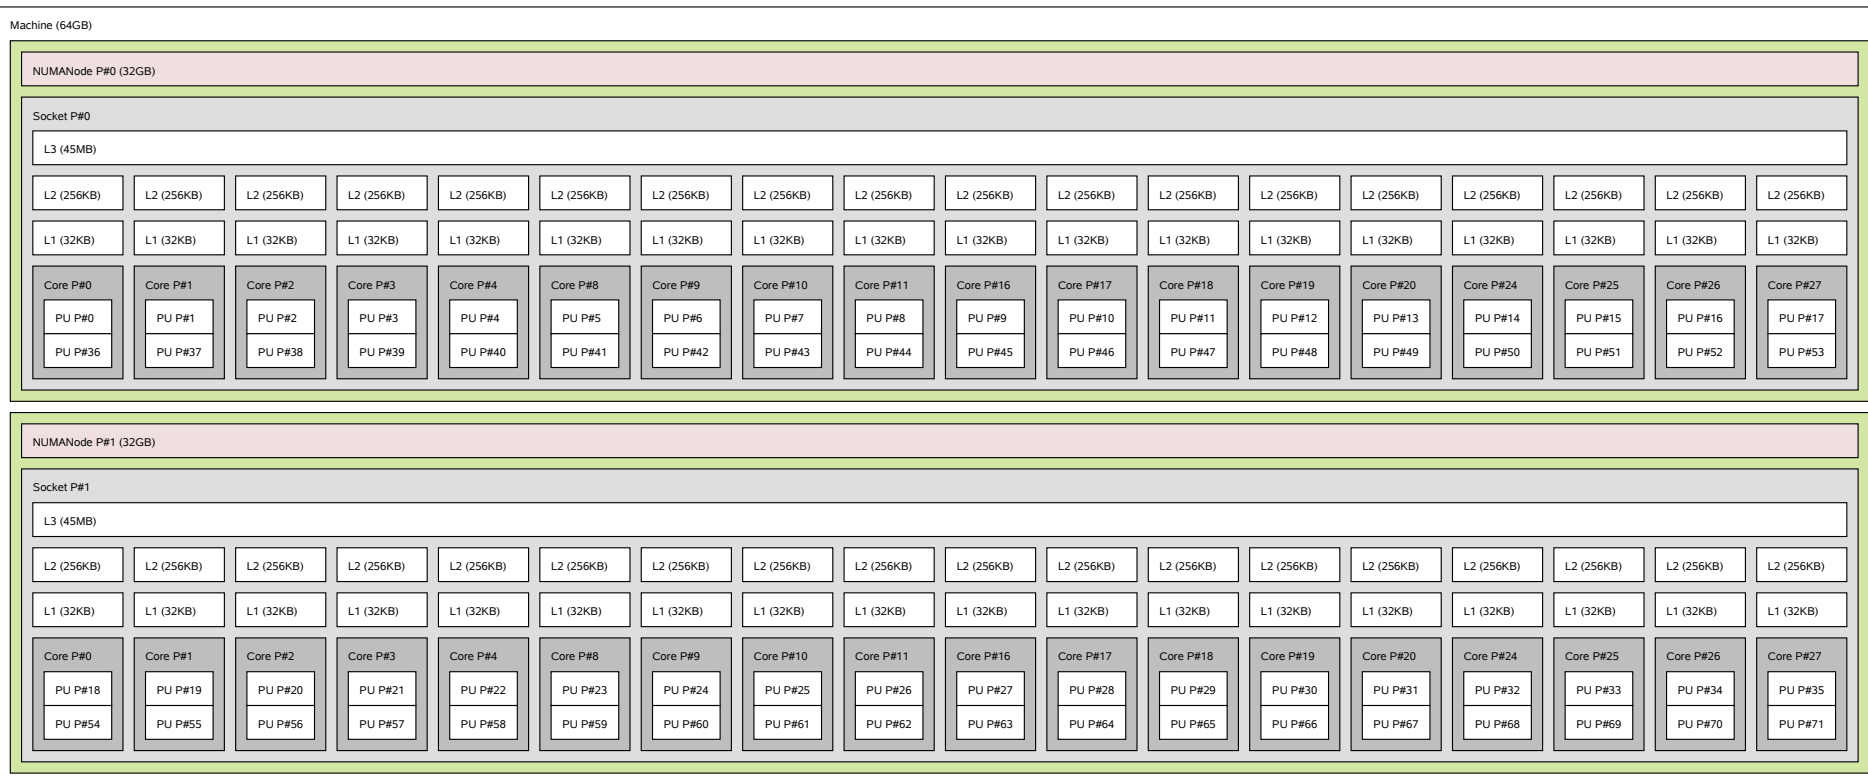 Machine (64GB)
NUMANode P#0 (32GB)
Socket P#0
L3 (45MB)
L2 (256KB) L2 (256KB) L2 (256KB) L2 (256KB) L2 (256KB) L2 (256KB) L2 (256KB) L2 (256KB) L2 (256KB) L2 (256KB) L2 (256KB) L2 (256KB) L2 (256KB) L2 (256KB) L2 (256KB) L2 (256KB) L2 (256KB) L2 (256KB)
L1 (32KB) L1 (32KB) L1 (32KB) L1 (32KB) L1 (32KB) L1 (32KB) L1 (32KB) L1 (32KB) L1 (32KB) L1 (32KB) L1 (32KB) L1 (32KB) L1 (32KB) L1 (32KB) L1 (32KB) L1 (32KB) L1 (32KB) L1 (32KB)
Core P#0 Core P#1 Core P#2 Core P#3 Core P#4 Core P#8 Core P#9 Core P#10 Core P#11 Core P#16 Core P#17 Core P#18 Core P#19 Core P#20 Core P#24 Core P#25 Core P#26 Core P#27
PU P#0 PU P#1 PU P#2 PU P#3 PU P#4 PU P#5 PU P#6 PU P#7 PU P#8 PU P#9 PU P#10 PU P#11 PU P#12 PU P#13 PU P#14 PU P#15 PU P#16 PU P#17
PU P#36 PU P#37 PU P#38 PU P#39 PU P#40 PU P#41 PU P#42 PU P#43 PU P#44 PU P#45 PU P#46 PU P#47 PU P#48 PU P#49 PU P#50 PU P#51 PU P#52 PU P#53
NUMANode P#1 (32GB)
Socket P#1
L3 (45MB)
L2 (256KB) L2 (256KB) L2 (256KB) L2 (256KB) L2 (256KB) L2 (256KB) L2 (256KB) L2 (256KB) L2 (256KB) L2 (256KB) L2 (256KB) L2 (256KB) L2 (256KB) L2 (256KB) L2 (256KB) L2 (256KB) L2 (256KB) L2 (256KB)
L1 (32KB) L1 (32KB) L1 (32KB) L1 (32KB) L1 (32KB) L1 (32KB) L1 (32KB) L1 (32KB) L1 (32KB) L1 (32KB) L1 (32KB) L1 (32KB) L1 (32KB) L1 (32KB) L1 (32KB) L1 (32KB) L1 (32KB) L1 (32KB)
Core P#0 Core P#1 Core P#2 Core P#3 Core P#4 Core P#8 Core P#9 Core P#10 Core P#11 Core P#16 Core P#17 Core P#18 Core P#19 Core P#20 Core P#24 Core P#25 Core P#26 Core P#27
PU P#18 PU P#19 PU P#20 PU P#21 PU P#22 PU P#23 PU P#24 PU P#25 PU P#26 PU P#27 PU P#28 PU P#29 PU P#30 PU P#31 PU P#32 PU P#33 PU P#34 PU P#35
PU P#54 PU P#55 PU P#56 PU P#57 PU P#58 PU P#59 PU P#60 PU P#61 PU P#62 PU P#63 PU P#64 PU P#65 PU P#66 PU P#67 PU P#68 PU P#69 PU P#70 PU P#71